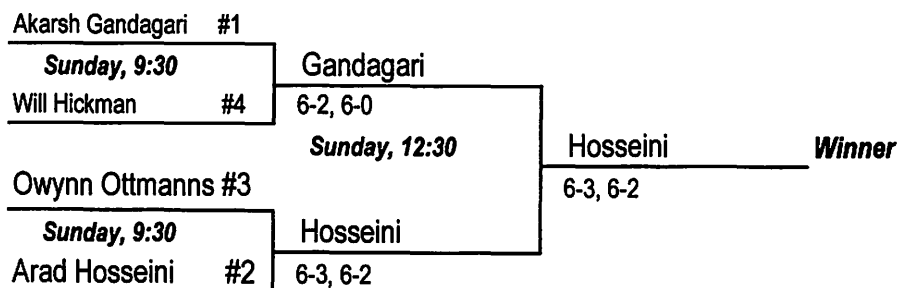 Akarsh Gandagari #1
Sunday, 9:30
Will Hickman #4
Gandagari
6-2, 6-0
Sunday, 12:30
Owynn Ottmanns #3
Sunday, 9:30
Arad Hosseini #2
Hosseini
6-3, 6-2
Hosseini
6-3, 6-2
Winner